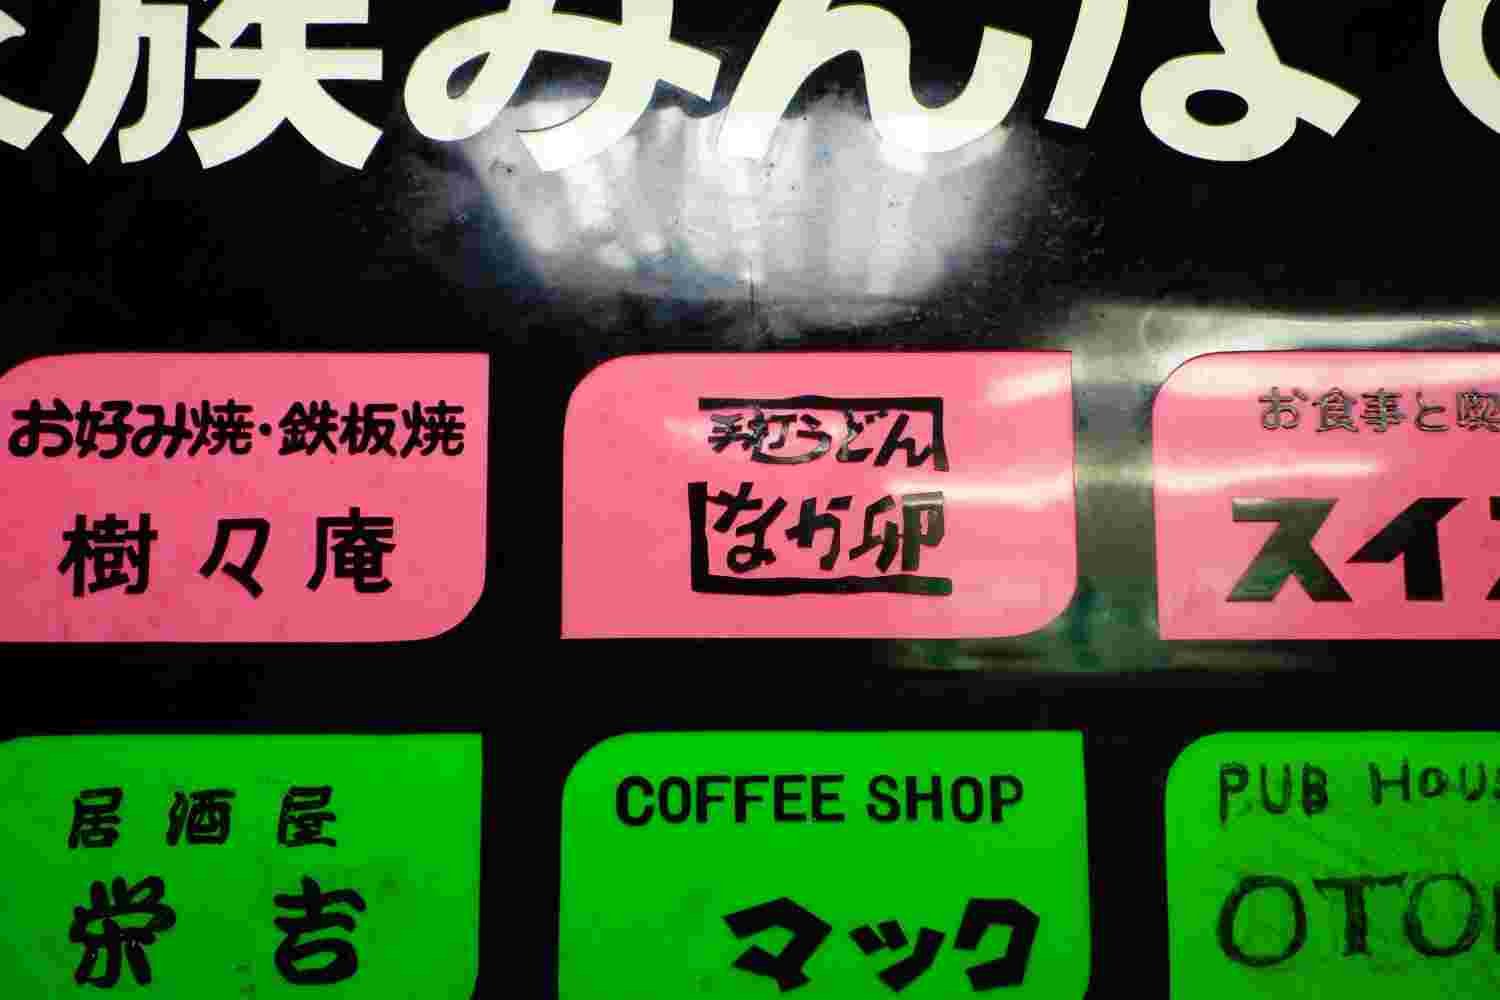 族みんなで
お好み焼・鉄板焼
樹々庵
手打うどん
なか卯
お食事と喫
スイ
居酒屋
栄吉
COFFEE SHOP
マック
PUB HOUS
OTO